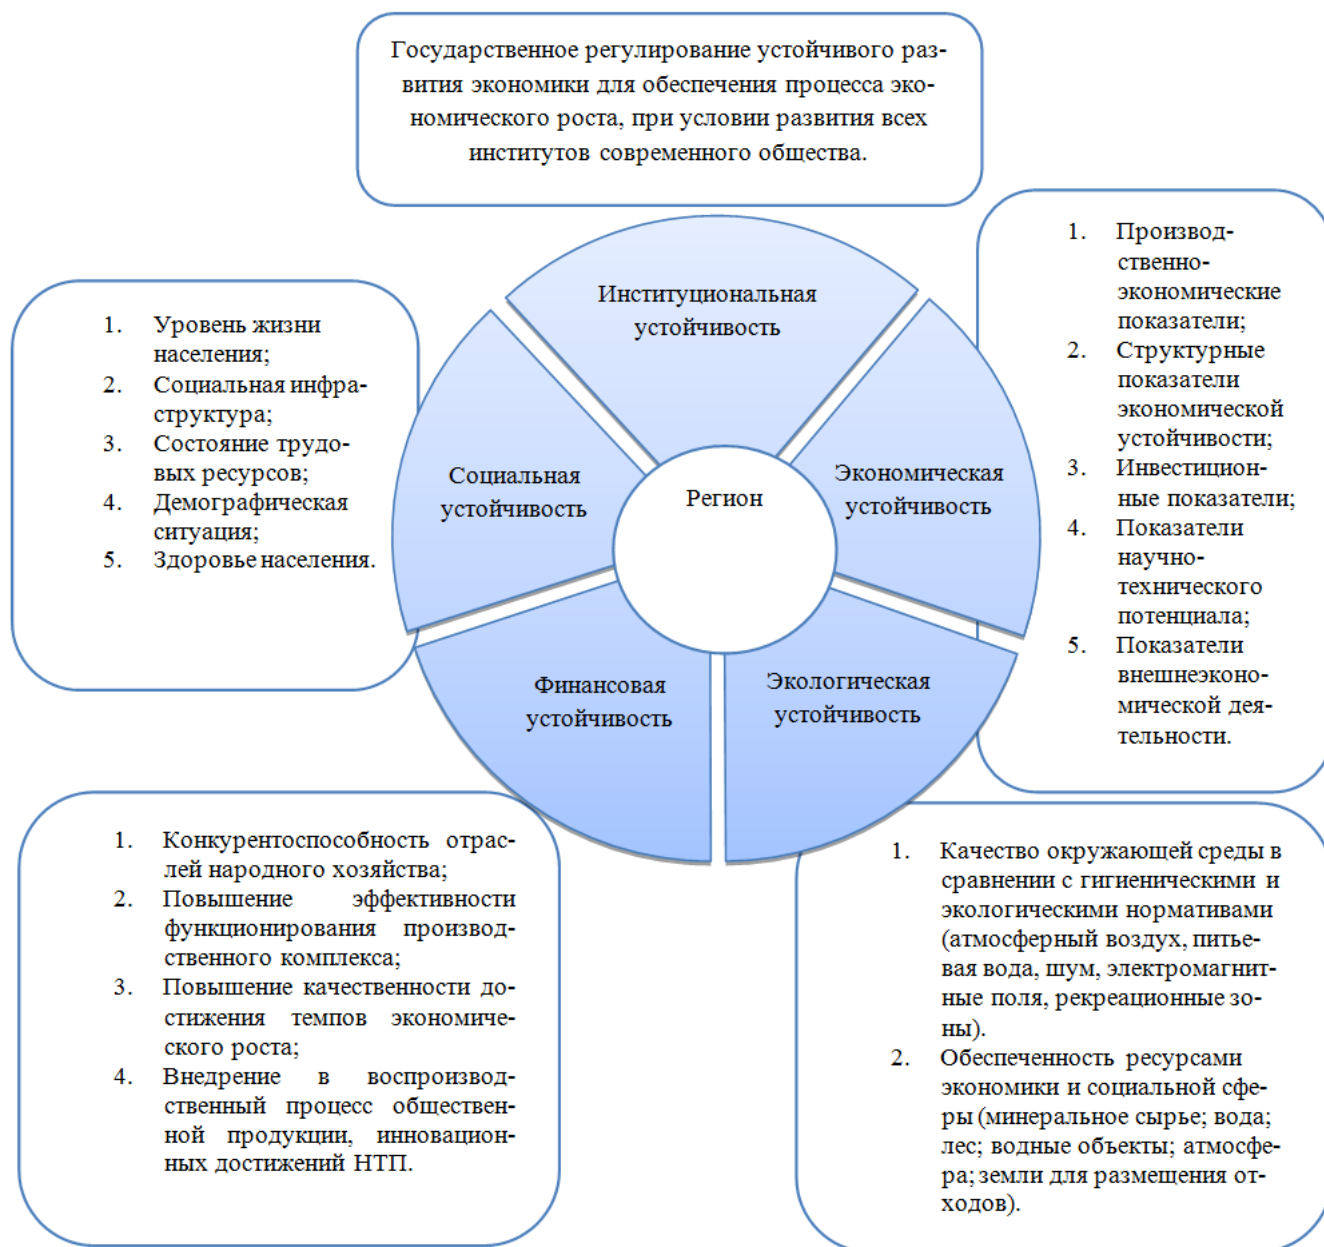 Государственное регулирование устойчивого раз-
вития экономики для обеспечения процесса эко-
номического роста, при условии развития всех
институтов современного общества.
Институциональная
устойчивость
1. Уровень жизни
населения;
2. Социальная инфра-
структура;
3. Состояние трудо-
вых ресурсов;
4. Демографическая
ситуация;
5. Здоровье населения.
Социальная
устойчивость
Регион
Экономическая
устойчивость
1. Производ-
ственно-
экономические
показатели;
2. Структурные
показатели
экономической
устойчивости;
3. Инвестицион-
ные показатели;
4. Показатели
научно-
технического
потенциала;
5. Показатели
внешнеэконо-
мической дея-
тельности.
Финансовая
устойчивость
Экологическая
устойчивость
1. Конкурентоспособность отрас-
лей народного хозяйства;
2. Повышение эффективности
функционирования производ-
ственного комплекса;
3. Повышение качественности до-
стижения темпов экономиче-
ского роста;
4. Внедрение в воспроизвод-
ственный процесс обществен-
ной продукции, инновацион-
ных достижений НТП.
1. Качество окружающей среды в
сравнении с гигиеническими и
экологическими нормативами
(атмосферный воздух, питье-
вая вода, шум, электромагнит-
ные поля, рекреационные зо-
ны).
2. Обеспеченность ресурсами
экономики и социальной сфе-
ры (минеральное сырье; вода;
лес; водные объекты; атмосфе-
ра; земли для размещения от-
ходов).